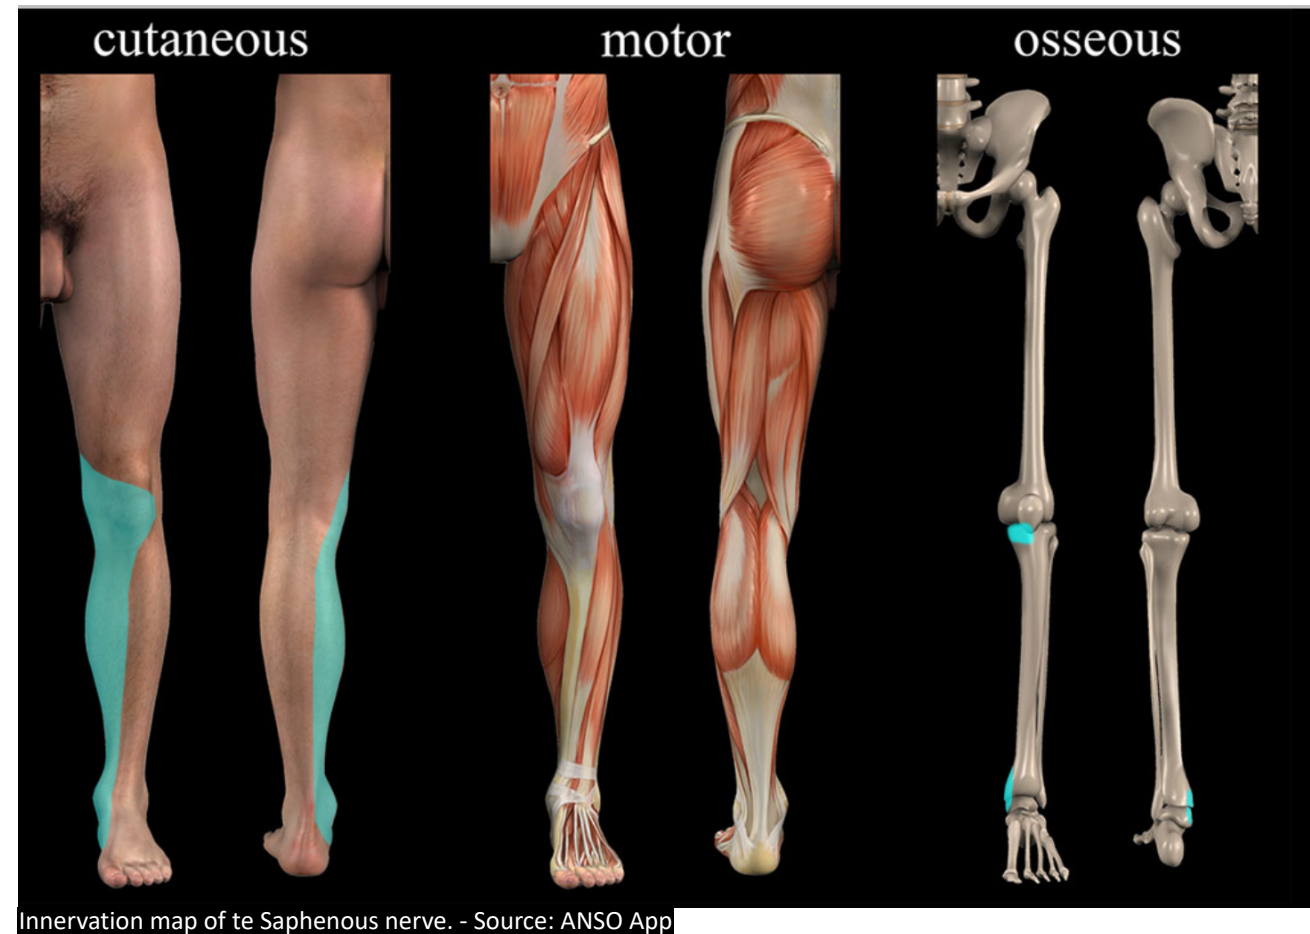 cutaneous
motor
osseous
Innervation map of te Saphenous nerve. - Source: ANSO App